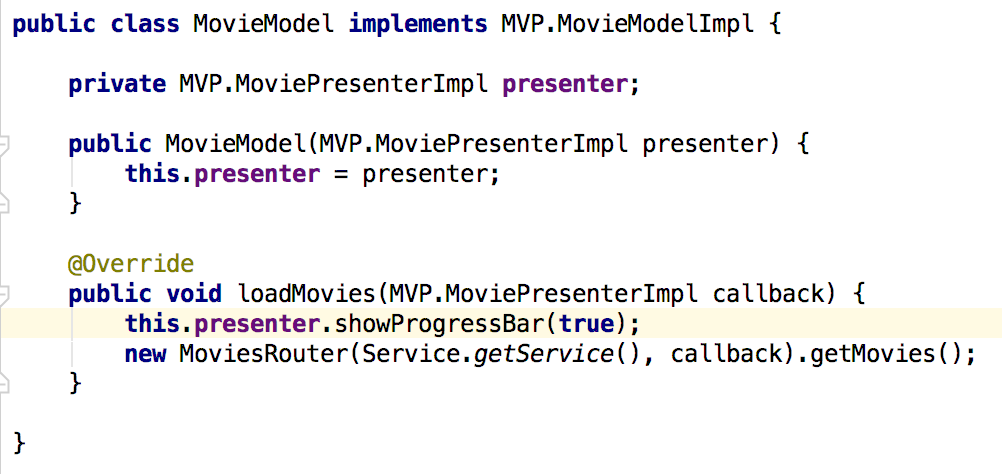 public class MovieModel implements MVP.MovieModelImpl {
private MVP.MoviePresenterImpl presenter;
public MovieModel(MVP.MoviePresenterImpl presenter) {
this.presenter = presenter;
}
@Override
public void loadMovies(MVP.MoviePresenterImpl callback) {
this.presenter.showProgressBar(true);
new MoviesRouter(Service.getService(), callback).getMovies();
}
}